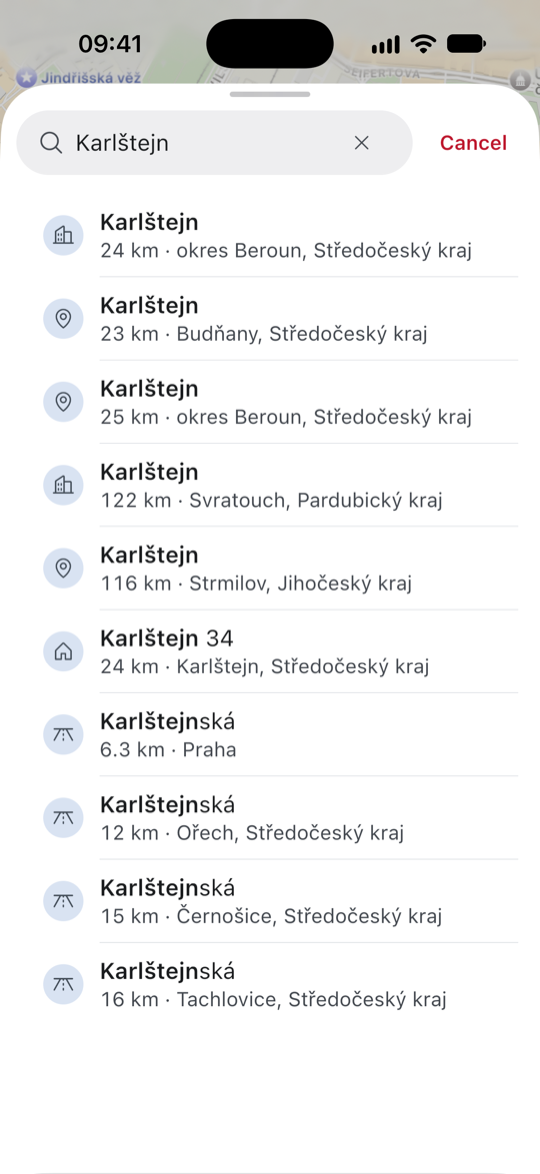 09:41
Jindřišská věž
SEIFERTOVA
Karlštejn
Cancel
Karlštejn
24 km · okres Beroun, Středočeský kraj
Karlštejn
23 km · Budňany, Středočeský kraj
Karlštejn
25 km · okres Beroun, Středočeský kraj
Karlštejn
122 km · Svratouch, Pardubický kraj
Karlštejn
116 km · Strmilov, Jihočeský kraj
Karlštejn 34
24 km · Karlštejn, Středočeský kraj
Karlštejnská
6.3 km · Praha
Karlštejnská
12 km · Ořech, Středočeský kraj
Karlštejnská
15 km · Černošice, Středočeský kraj
Karlštejnská
16 km · Tachlovice, Středočeský kraj